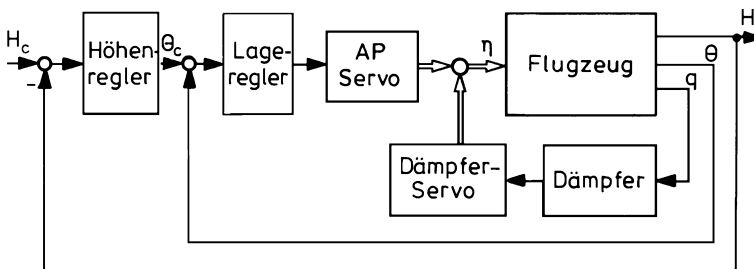 H_c
-
Höhen-
regler
θ_c
Lage-
regler
AP
Servo
η
Flugzeug
H
θ
q
Dämpfer-
Servo
Dämpfer